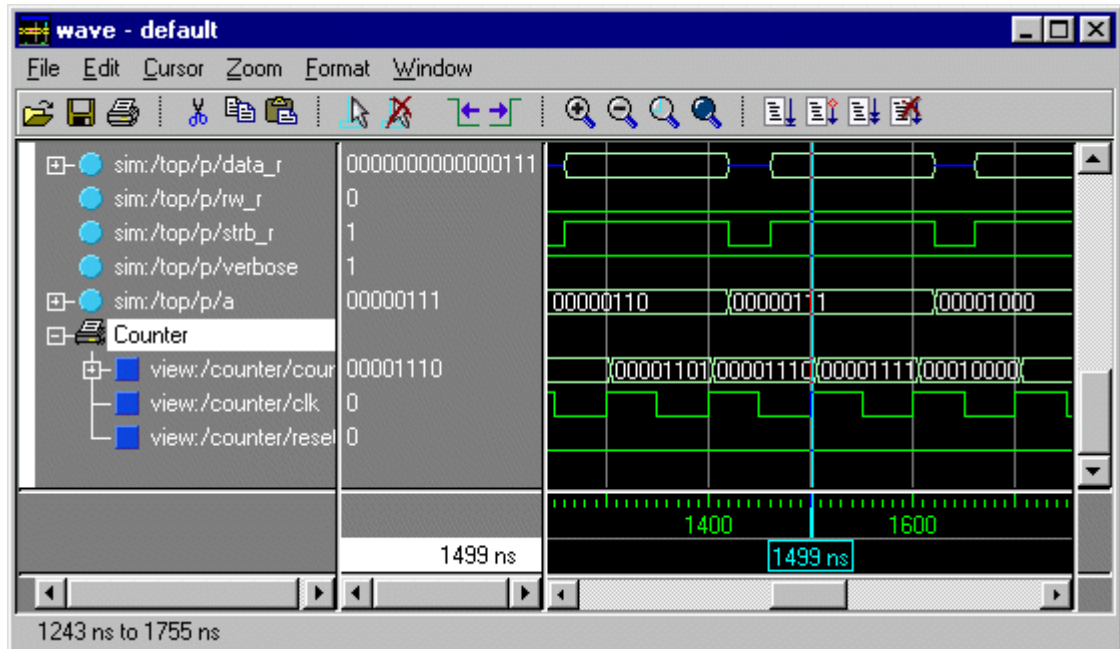 wave - default
File Edit Cursor Zoom Format Window
sim:/top/p/data_r 0000000000000111
sim:/top/p/rw_r 0
sim:/top/p/strb_r 1
sim:/top/p/verbose 1
sim:/top/p/a 00000111 00000110 00000111 00001000
Counter
view:/counter/cour 00001110 00001101 00001110 00001111 00010000
view:/counter/clk 0
view:/counter/reset 0
1400 1600
1499 ns 1499 ns
1243 ns to 1755 ns